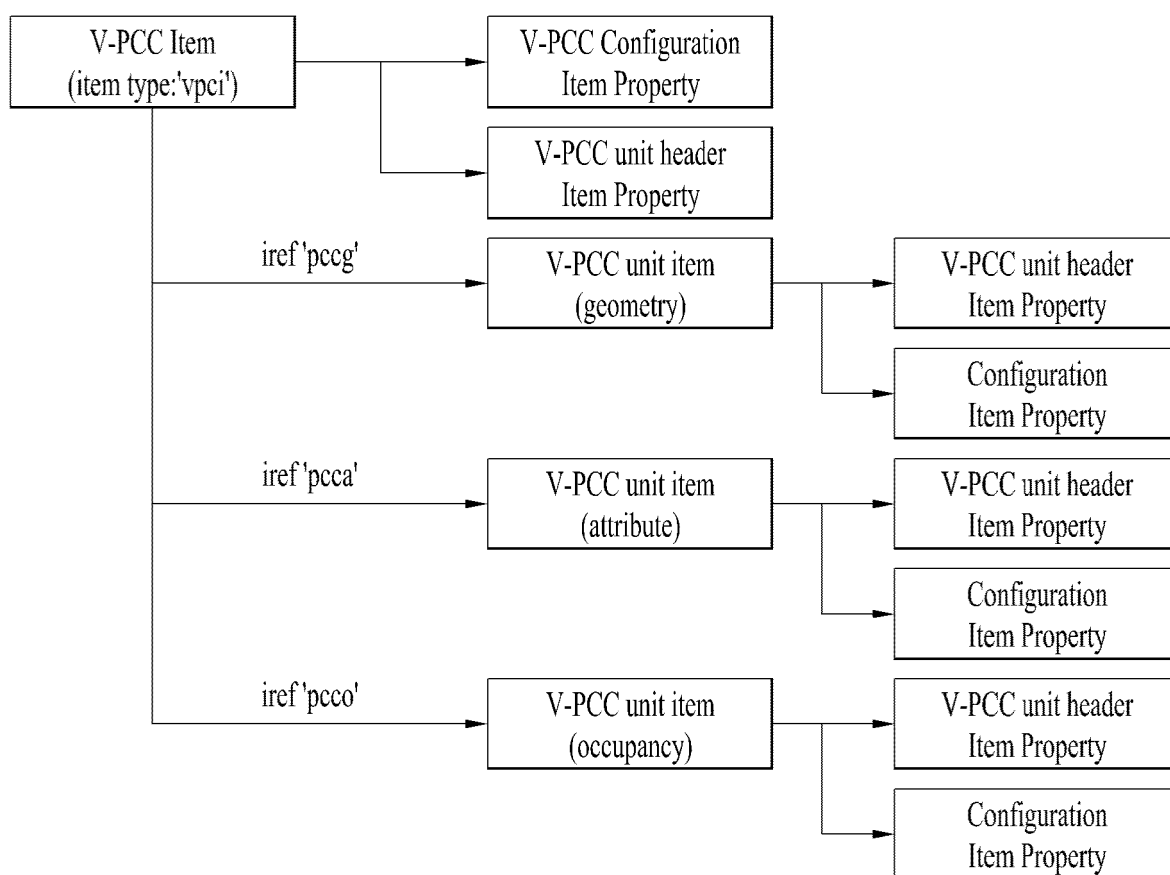 V-PCC Item
(item type:'vpci')
V-PCC Configuration
Item Property
V-PCC unit header
Item Property
iref 'pccg'
V-PCC unit item
(geometry)
V-PCC unit header
Item Property
Configuration
Item Property
iref 'pcca'
V-PCC unit item
(attribute)
V-PCC unit header
Item Property
Configuration
Item Property
iref 'pcco'
V-PCC unit item
(occupancy)
V-PCC unit header
Item Property
Configuration
Item Property